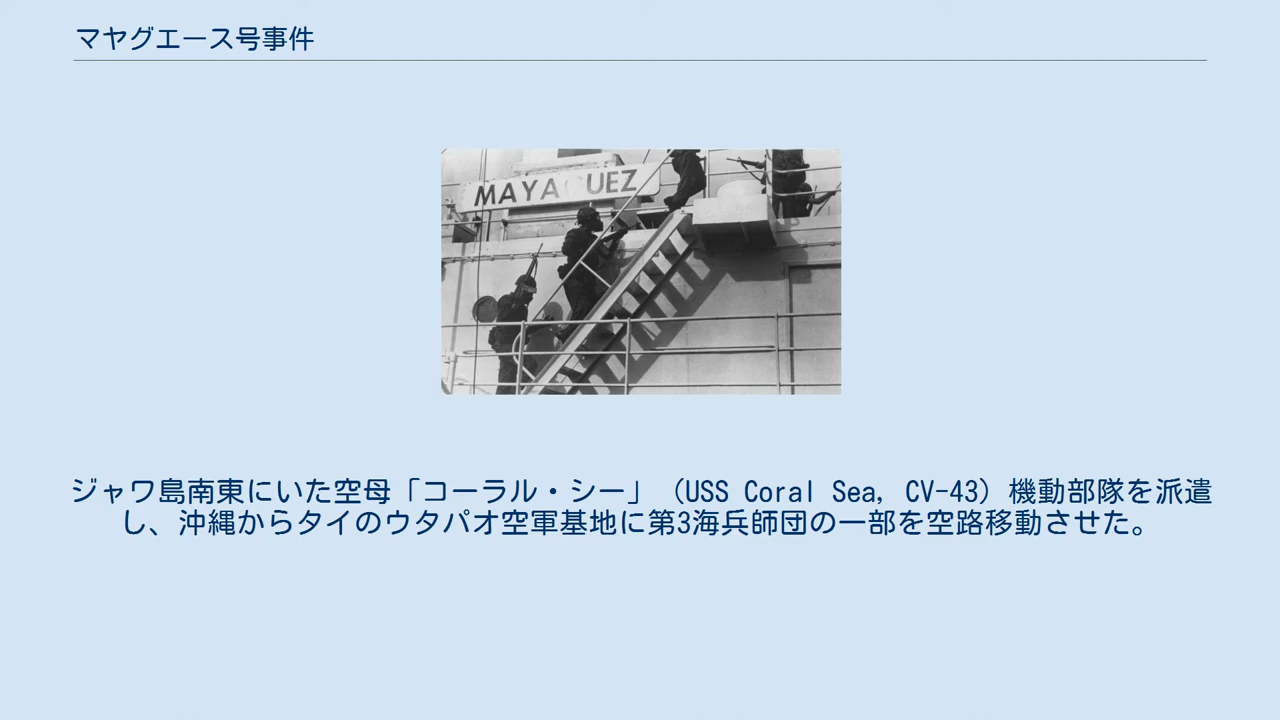 マヤグエース号事件
MAYAGUEZ
ジャワ島南東にいた空母「コーラル・シー」（USS Coral Sea, CV-43）機動部隊を派遣
し、沖縄からタイのウタパオ空軍基地に第3海兵師団の一部を空路移動させた。